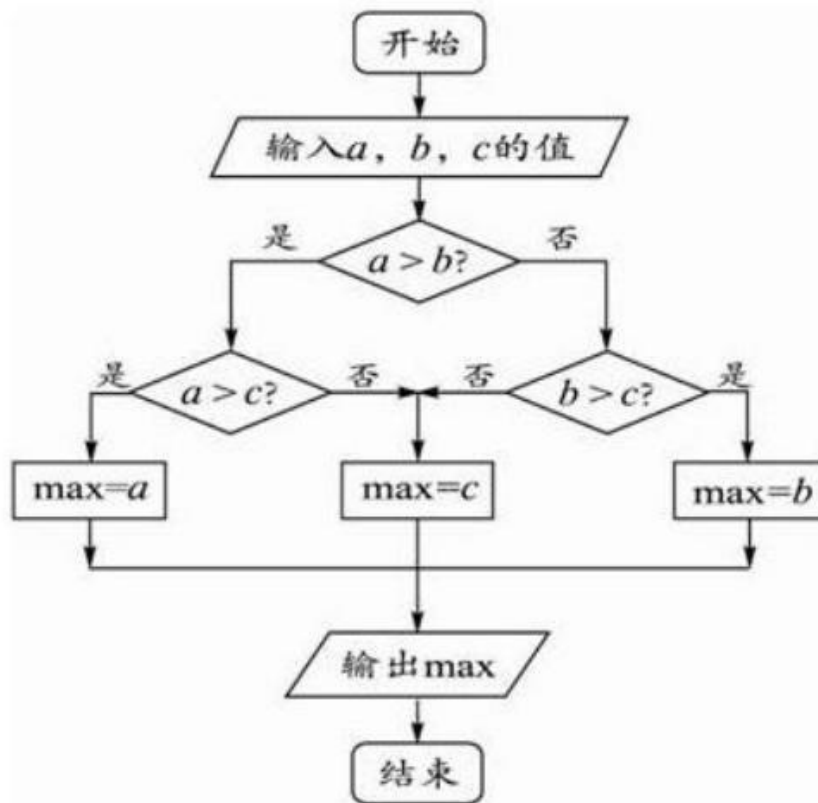 开始
输入a，b，c的值
是
否
a > b?
是
否
否
是
a > c?
b > c?
max=a
max=c
max=b
输出max
结束